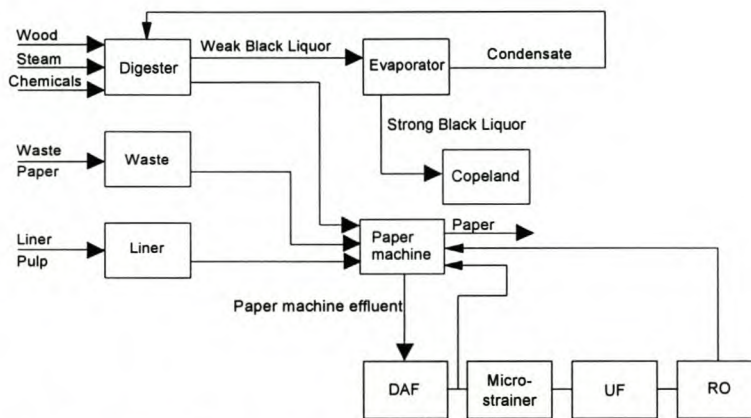 Wood
Steam
Chemicals
Digester
Weak Black Liquor
Evaporator
Condensate
Strong Black Liquor
Copeland
Waste
Paper
Waste
Liner
Pulp
Liner
Paper
machine
Paper
Paper machine effluent
DAF
Micro-
strainer
UF
RO